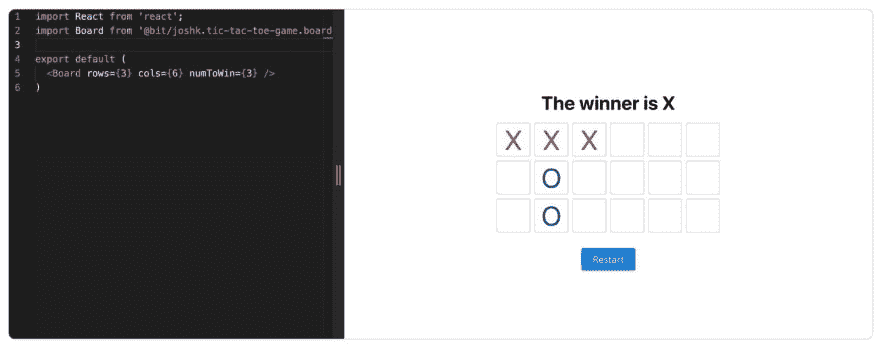 1 import React from 'react';
2 import Board from '@bit/joshk.tic-tac-toe-game.board
3
4 export default (
5 <Board rows={3} cols={6} numToWin={3} />
6 )
The winner is X
X X X
O
O
Restart